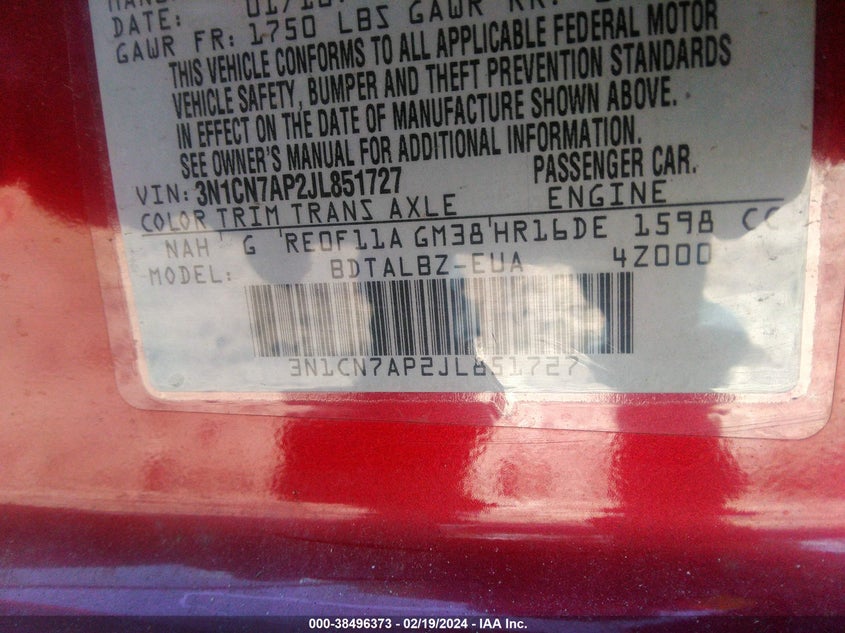 DATE:
GAWR FR: 1750 LBS GAWR RR:
THIS VEHICLE CONFORMS TO ALL APPLICABLE FEDERAL MOTOR
VEHICLE SAFETY, BUMPER AND THEFT PREVENTION STANDARDS
IN EFFECT ON THE DATE OF MANUFACTURE SHOWN ABOVE.
SEE OWNER'S MANUAL FOR ADDITIONAL INFORMATION.
VIN: 3N1CN7AP2JL851727 PASSENGER CAR.
COLOR TRIM TRANS AXLE ENGINE
NAH G RE0F11A GM38 HR16DE 1598 CC
MODEL: BDTALBZ-EUA 4Z000
3N1CN7AP2JL851727
000-38496373 - 02/19/2024 - IAA Inc.